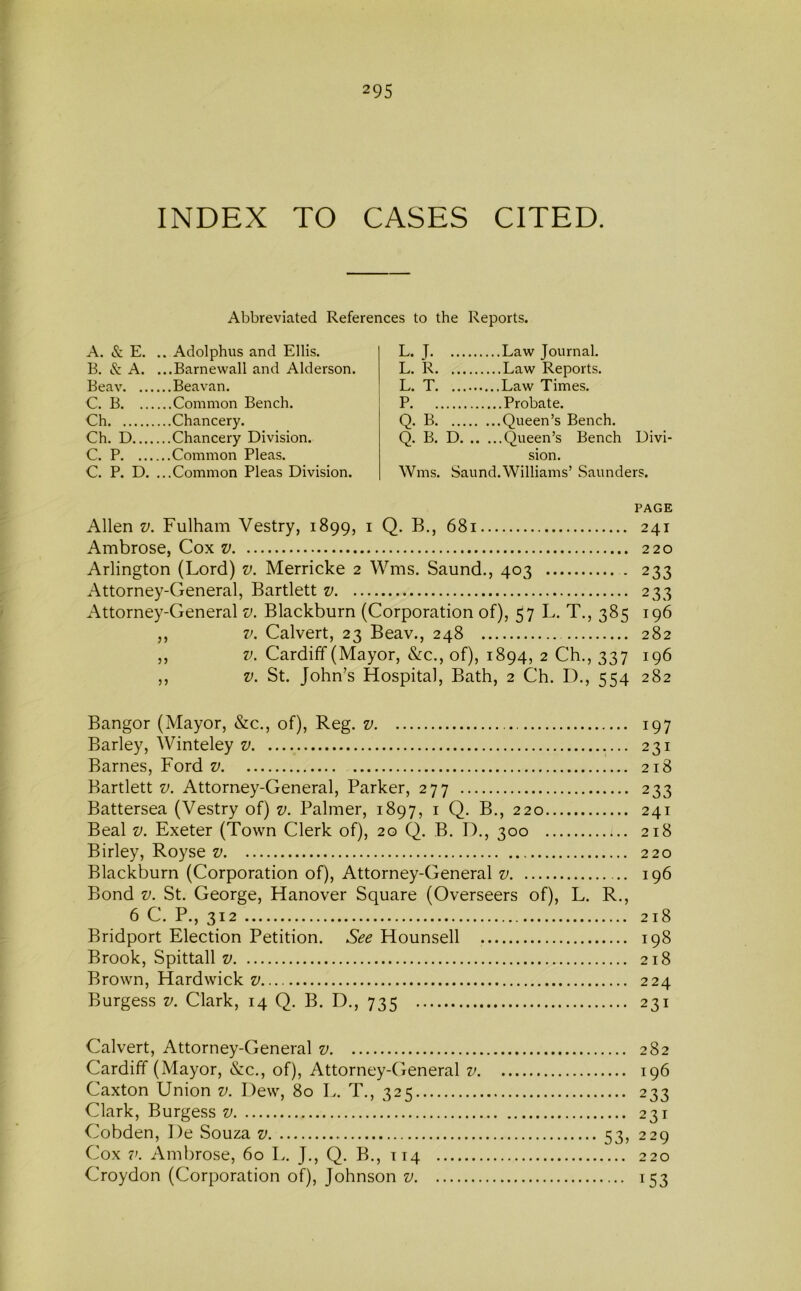 295
INDEX TO CASES CITED.
Abbreviated References to the Reports.
A. & E. .. Adolphus and Ellis.
B. & A. ...Barnewall and Alderson.
Beav. ......Beavan.
C. B. ......Common Bench.
Ch. .........Chancery.
Ch. D.......Chancery Division.
C. P. ......Common Pleas.
C. P. D. ...Common Pleas Division.
L. J. .........Law Journal.
L. R. .........Law Reports.
L. T. .........Law Times.
P. ............Probate.
Q. B. ........Queen's Bench.
Q. B. D. .. ...Queen's Bench Divi-
sion.
Wms. Saund.Williams' Saunders.
PAGE
Allen v. Fulham Vestry, 1899, 1 Q. B., 681........................ 241
Ambrose, Cox v. ................................................ 220
Arlington (Lord) v. Merricke 2 Wms. Saund., 403 ........... . 233
Attorney-General, Bartlett v. .................................. 233
Attorney-General v. Blackburn (Corporation of), 57 L. T., 385 196
,, v. Calvert, 23 Beav., 248 ..................... 282
,, v. Cardiff (Mayor, &c., of), 1894, 2 Ch., 337 196
,, v. St. John's Hospital, Bath, 2 Ch. D., 554 282
Bangor (Mayor, &c., of), Reg. v. ............................... 197
Barley, Winteley v. ............................................ 231
Barnes, Ford v. ................................................ 218
Bartlett v. Attorney-General, Parker, 277 ...................... 233
Battersea (Vestry of) v. Palmer, 1897, 1 Q. B., 220............ 241
Beal v. Exeter (Town Clerk of), 20 Q. B. D., 300 ............ 218
Birley, Royse v. ............................................... 220
Blackburn (Corporation of), Attorney-General v. ............... 196
Bond v. St. George, Hanover Square (Overseers of), L. R.,
6 C. P., 312 ................................................ 218
Bridport Election Petition. See Hounsell ....................... 198
Brook, Spittall v. ............................................. 218
Brown, Hardwick v............................................... 224
Burgess v. Clark, 14 Q. B. D., 735 ............................. 231
Calvert, Attorney-General v. ................................... 282
Cardiff (Mayor, &c., of), Attorney-General v. .................. 196
Caxton Union v. Dew, 80 L. T., 325............................. 233
Clark, Burgess v................................................ 231
Cobden, De Souza v. ......................................... 53, 229
Cox v. Ambrose, 60 L. J., Q. B., 114 ........................... 220
Croydon (Corporation of), Johnson v. ........................... 153